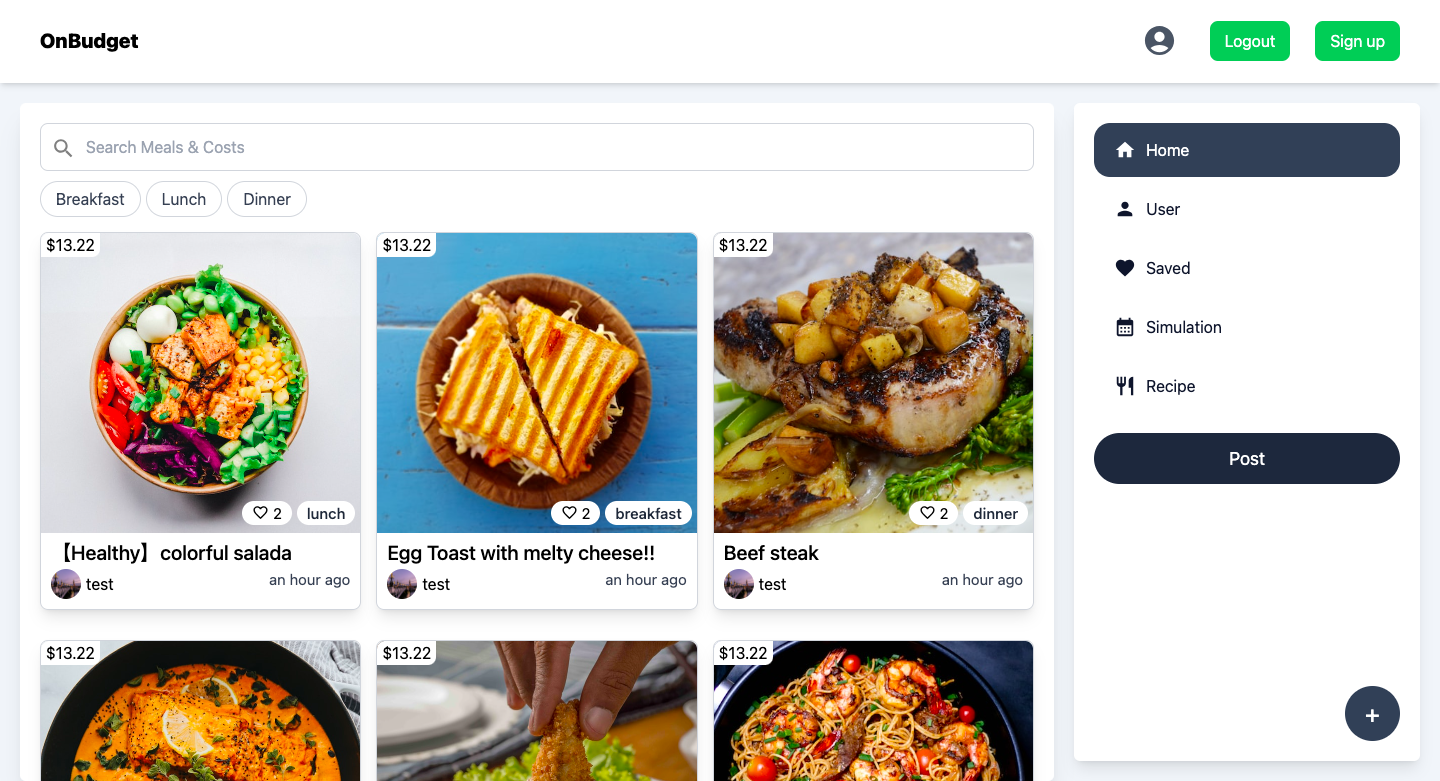 OnBudget
Logout
Sign up
Search Meals & Costs
Breakfast
Lunch
Dinner
$13.22
$13.22
$13.22
2
lunch
2
breakfast
2
dinner
【Healthy】colorful salada
Egg Toast with melty cheese!!
Beef steak
test
an hour ago
test
an hour ago
test
an hour ago
$13.22
$13.22
$13.22
Home
User
Saved
Simulation
Recipe
Post
+